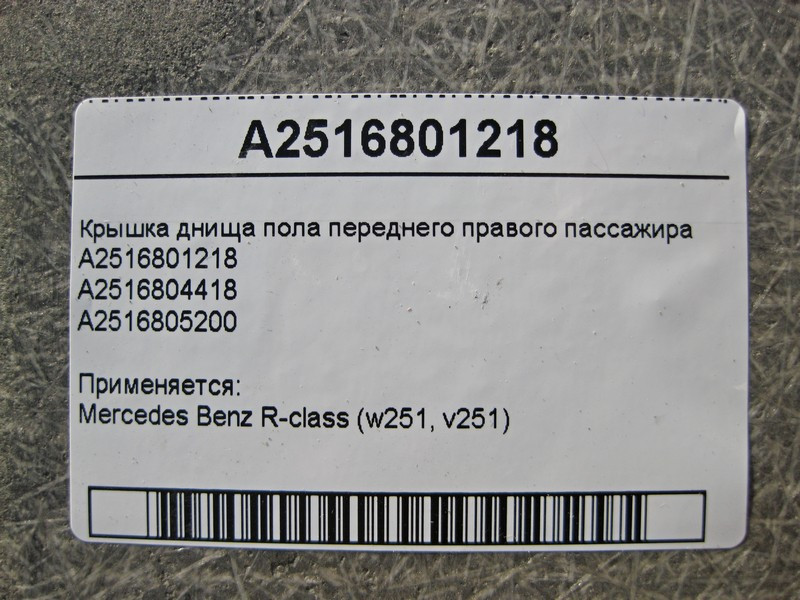 A2516801218
Крышка днища пола переднего правого пассажира
A2516801218
A2516804418
A2516805200
Применяется:
Mercedes Benz R-class (w251, v251)